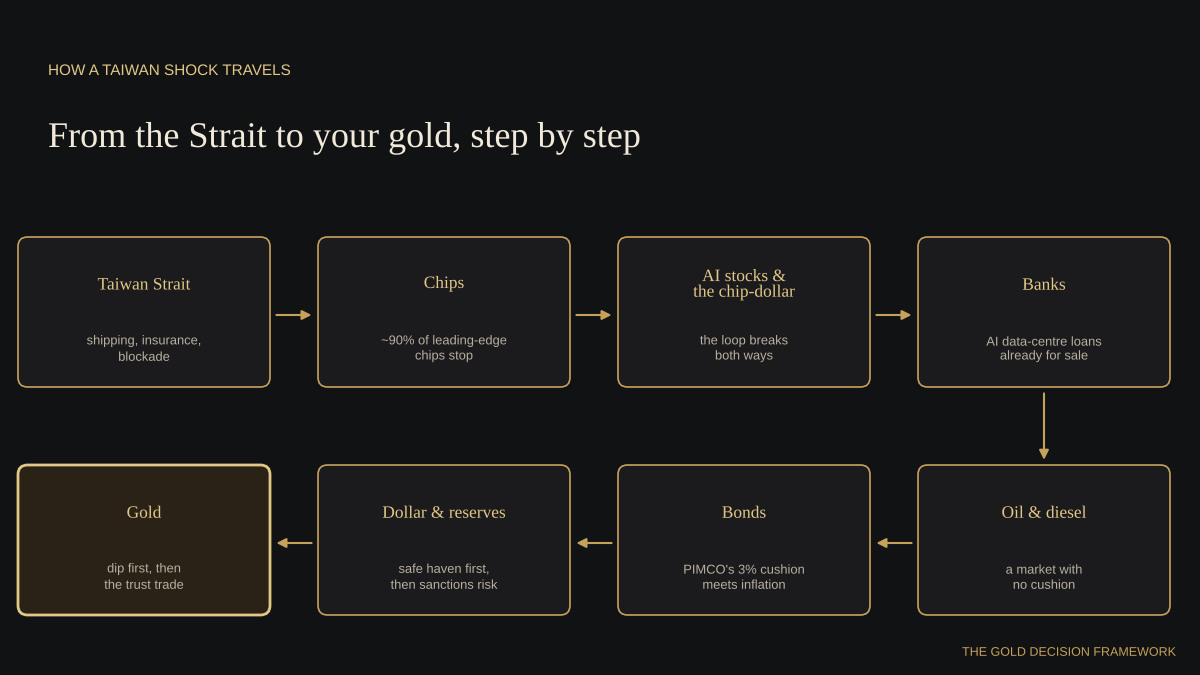 HOW A TAIWAN SHOCK TRAVELS
From the Strait to your gold, step by step
Taiwan Strait
shipping, insurance,
blockade
Chips
~90% of leading-edge
chips stop
AI stocks &
the chip-dollar
the loop breaks
both ways
Banks
AI data-centre loans
already for sale
Oil & diesel
a market with
no cushion
Bonds
PIMCO's 3% cushion
meets inflation
Dollar & reserves
safe haven first,
then sanctions risk
Gold
dip first, then
the trust trade
THE GOLD DECISION FRAMEWORK